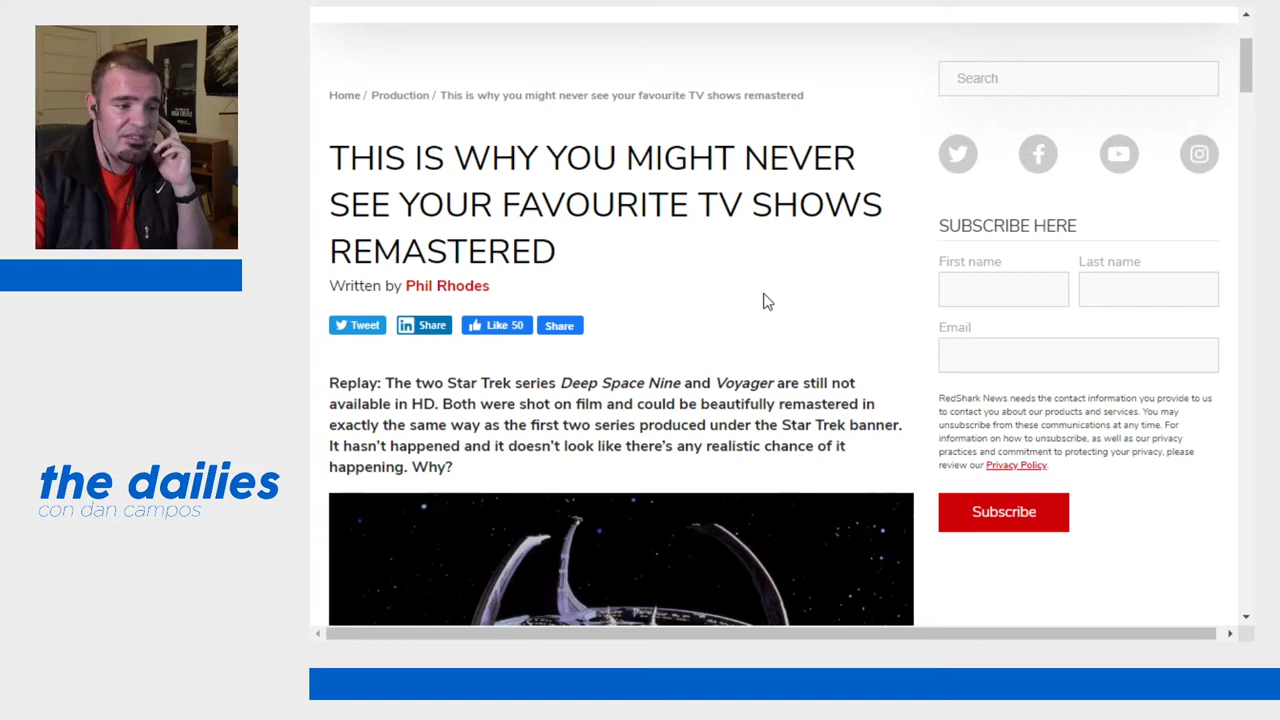 Home / Production / This is why you might never see your favourite TV shows remastered
THIS IS WHY YOU MIGHT NEVER
SEE YOUR FAVOURITE TV SHOWS
REMASTERED
Written by Phil Rhodes
Tweet
Share
Like 50
Share
Replay: The two Star Trek series Deep Space Nine and Voyager are still not
available in HD. Both were shot on film and could be beautifully remastered in
exactly the same way as the first two series produced under the Star Trek banner.
It hasn't happened and it doesn't look like there's any realistic chance of it
happening. Why?
Search
SUBSCRIBE HERE
First name
Last name
Email
RedShark News needs the contact information you provide to us
to contact you about our products and services. You may
unsubscribe from these communications at any time. For
information on how to unsubscribe, as well as our privacy
practices and commitment to protecting your privacy, please
review our Privacy Policy.
Subscribe
the dailies
con dan campos